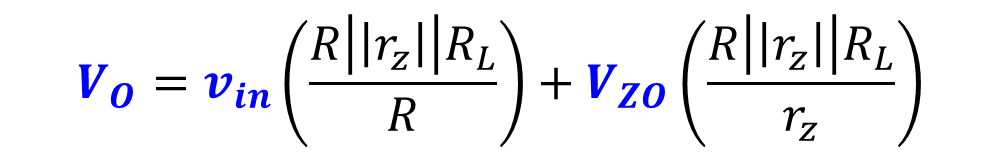 V_O = v_in (R||r_z||R_L / R) + V_ZO (R||r_z||R_L / r_z)